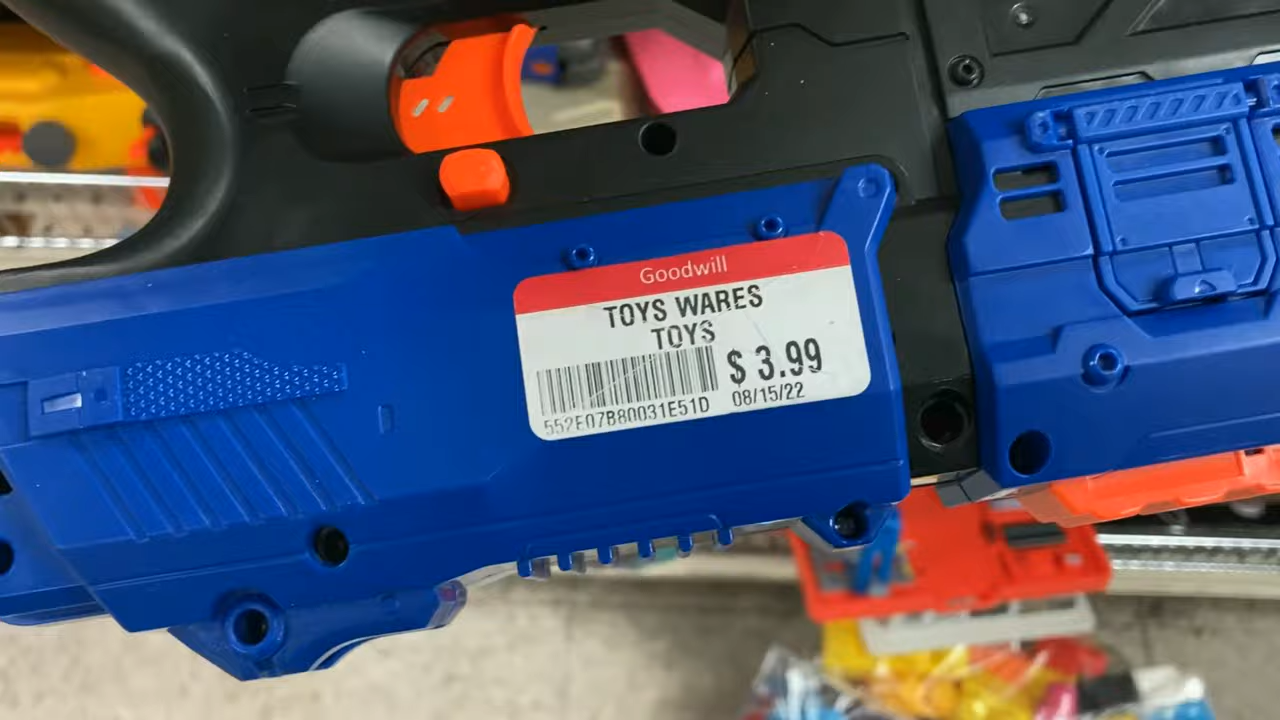 Goodwill
TOYS WARES
TOYS
$ 3.99
552E07B80031E51D
08/15/22